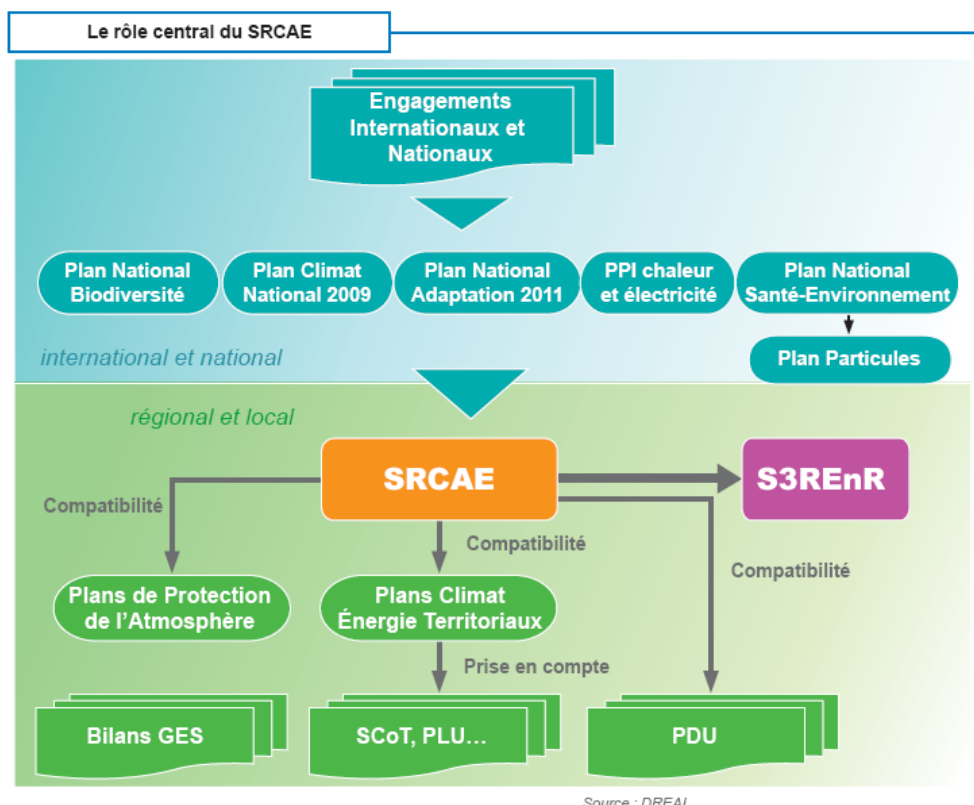 Le rôle central du SRCAE
Engagements
Internationaux et
Nationaux
Plan National
Biodiversité
Plan Climat
National 2009
Plan National
Adaptation 2011
PPI chaleur
et électricité
Plan National
Santé-Environnement
international et national
Plan Particules
régional et local
SRCAE
S3REnR
Compatibilité
Compatibilité
Compatibilité
Plans de Protection
de l’Atmosphère
Plans Climat
Énergie Territoriaux
Prise en compte
Bilans GES
SCoT, PLU...
PDU
Source : DREAL